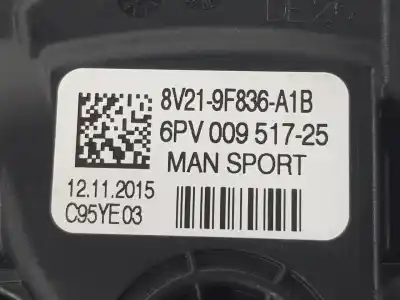 8V21-9F836-A1B
6PV 009 517-25
MAN SPORT
12.11.2015
C95YE03